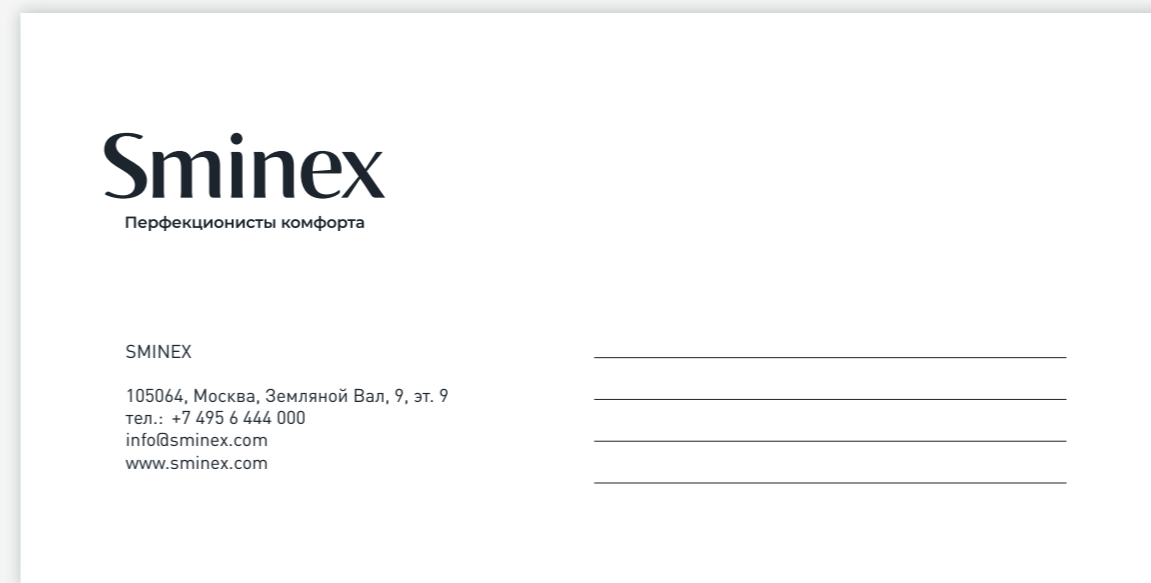 Sminex
Перфекционисты комфорта
SMINEX
105064, Москва, Земляной Вал, 9, эт. 9
тел.: +7 495 6 444 000
info@sminex.com
www.sminex.com